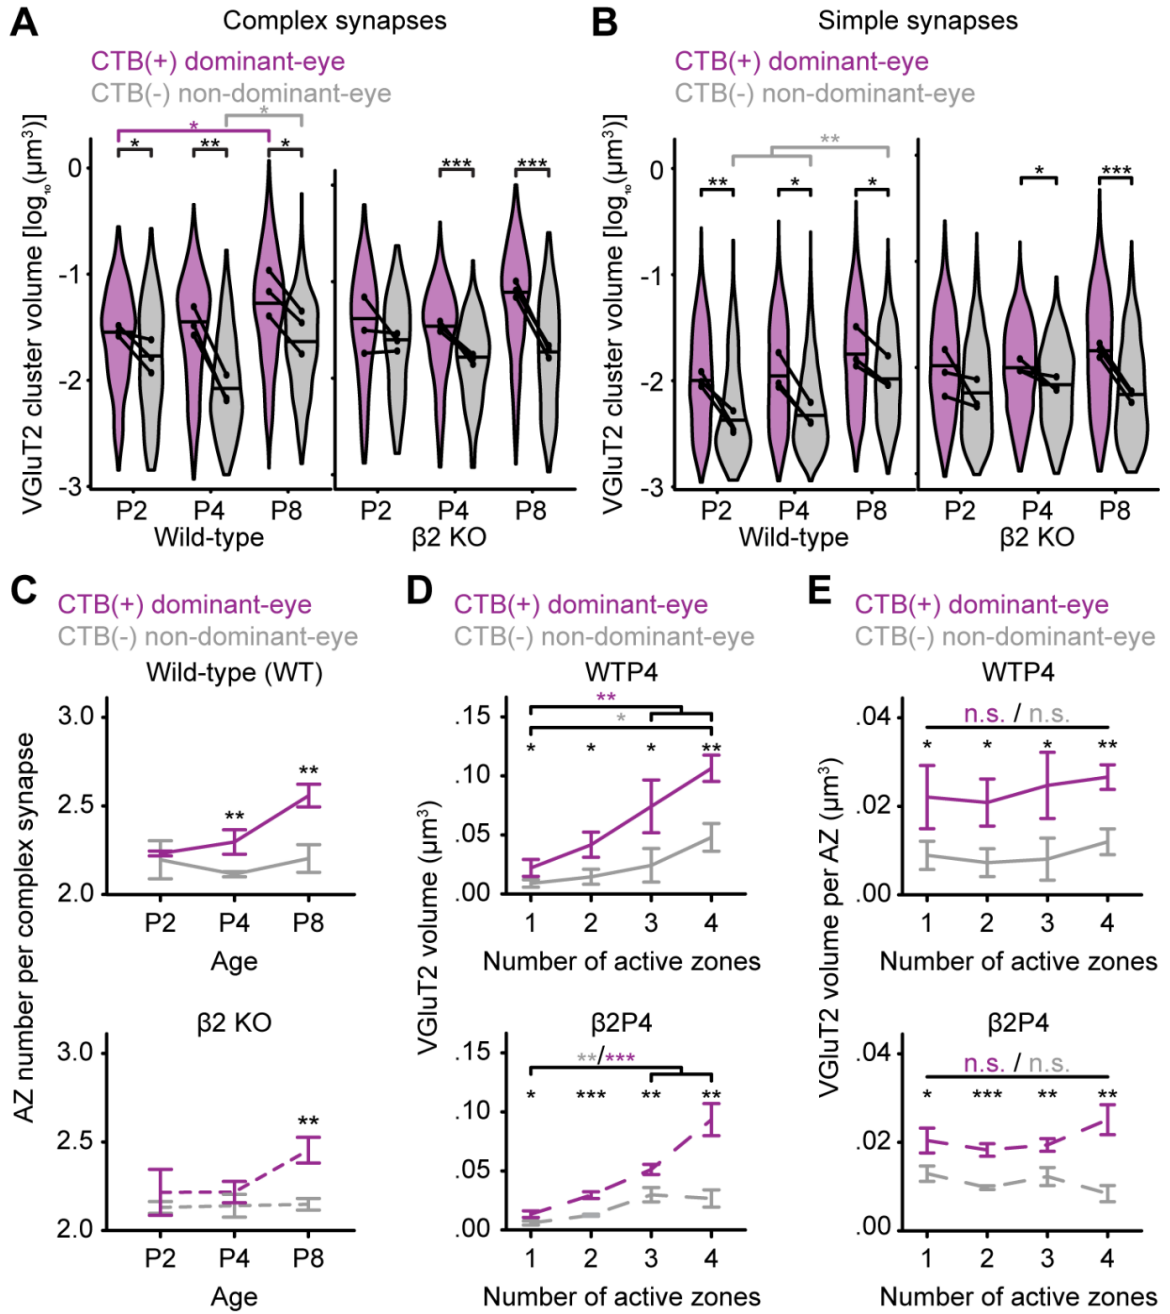 A
Complex synapses
CTB(+) dominant-eye
CTB(-) non-dominant-eye
VGluT2 cluster volume [log₁₀(μm³)]
0
-1
-2
-3
* * * ** *
*** ***
P2 P4 P8 P2 P4 P8
Wild-type β2 KO
B
Simple synapses
CTB(+) dominant-eye
CTB(-) non-dominant-eye
VGluT2 cluster volume [log₁₀(μm³)]
0
-1
-2
-3
** ** * *
* ***
P2 P4 P8 P2 P4 P8
Wild-type β2 KO
C
CTB(+) dominant-eye
CTB(-) non-dominant-eye
AZ number per complex synapse
Wild-type (WT)
3.0
2.5
2.0
** **
P2 P4 P8
Age
β2 KO
3.0
2.5
2.0
**
P2 P4 P8
Age
D
CTB(+) dominant-eye
CTB(-) non-dominant-eye
VGluT2 volume (μm³)
WTP4
.15
.10
.05
.00
**
*
* * * **
1 2 3 4
Number of active zones
β2P4
.15
.10
.05
.00
**/***
* *** ** **
1 2 3 4
Number of active zones
E
CTB(+) dominant-eye
CTB(-) non-dominant-eye
VGluT2 volume per AZ (μm³)
WTP4
.04
.02
.00
n.s. / n.s.
* * * **
1 2 3 4
Number of active zones
β2P4
.04
.02
.00
n.s. / n.s.
* *** ** **
1 2 3 4
Number of active zones